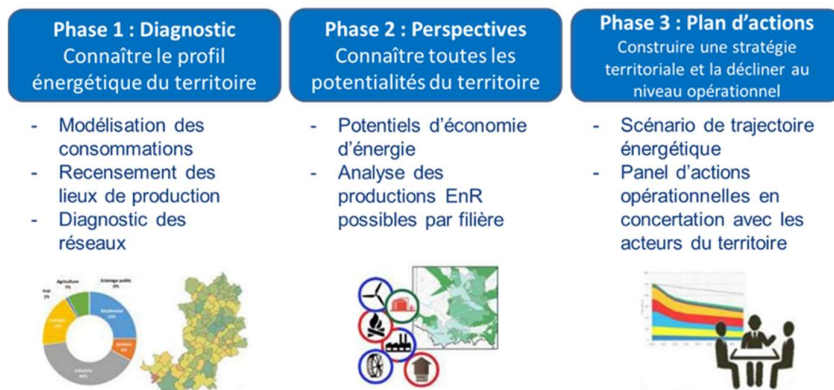 Phase 1 : Diagnostic
Connaître le profil
énergétique du territoire
- Modélisation des
consommations
- Recensement des
lieux de production
- Diagnostic des
réseaux
Phase 2 : Perspectives
Connaître toutes les
potentialités du territoire
- Potentiels d’économie
d’énergie
- Analyse des
productions EnR
possibles par filière
Phase 3 : Plan d’actions
Construire une stratégie
territoriale et la décliner au
niveau opérationnel
- Scénario de trajectoire
énergétique
- Panel d’actions
opérationnelles en
concertation avec les
acteurs du territoire
Agriculture
Eclairage public